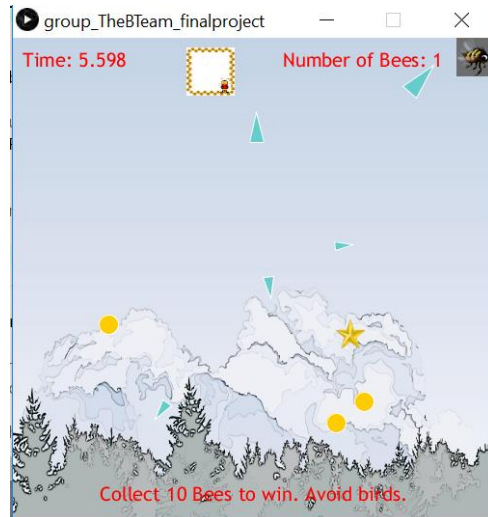 group_TheBTeam_finalproject
Time: 5.598
Number of Bees: 1
Collect 10 Bees to win. Avoid birds.